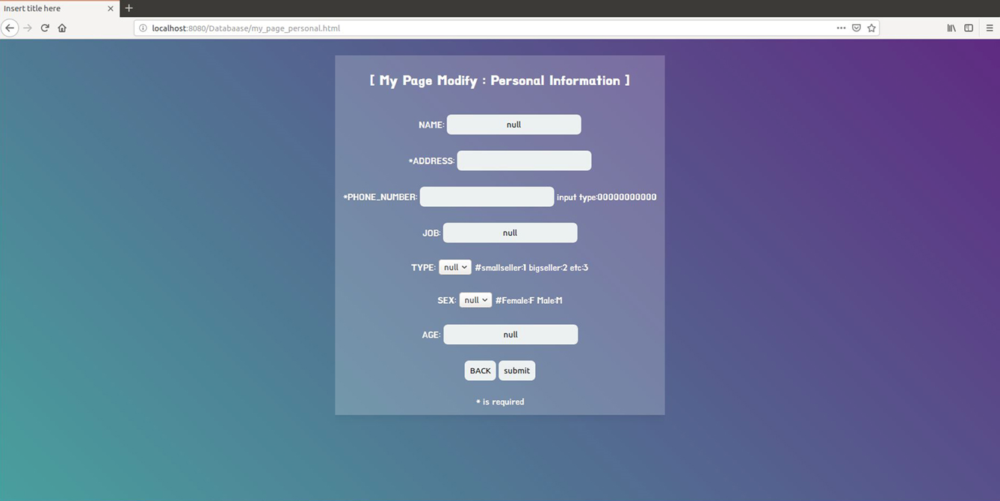 Insert title here
localhost:8080/Databaase/my_page_personal.html
[ My Page Modify : Personal Information ]
NAME: null
*ADDRESS:
*PHONE_NUMBER: input type:00000000000
JOB: null
TYPE: null #smallseller:1 bigseller:2 etc:3
SEX: null #Female:F Male:M
AGE: null
BACK submit
* is required